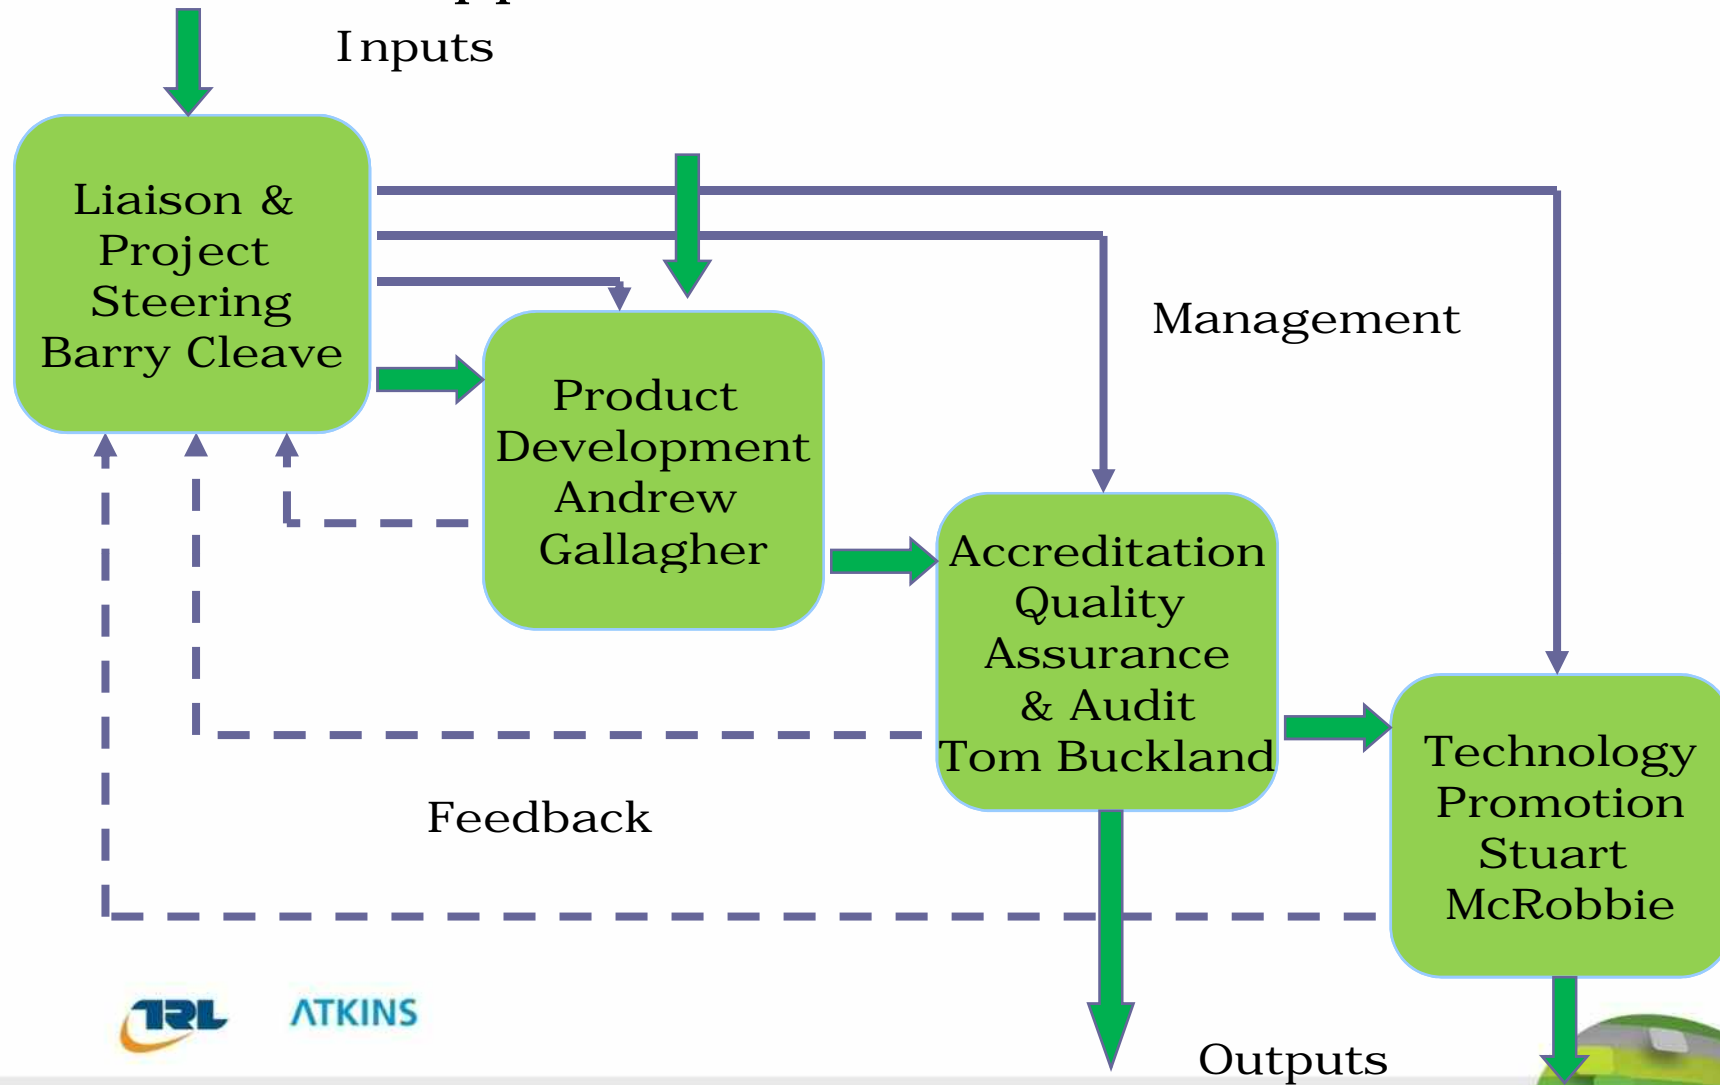 Inputs
Liaison &
Project
Steering
Barry Cleave
Management
Product
Development
Andrew
Gallagher
Accreditation
Quality
Assurance
& Audit
Tom Buckland
Technology
Promotion
Stuart
McRobbie
Feedback
TRL
ATKINS
Outputs